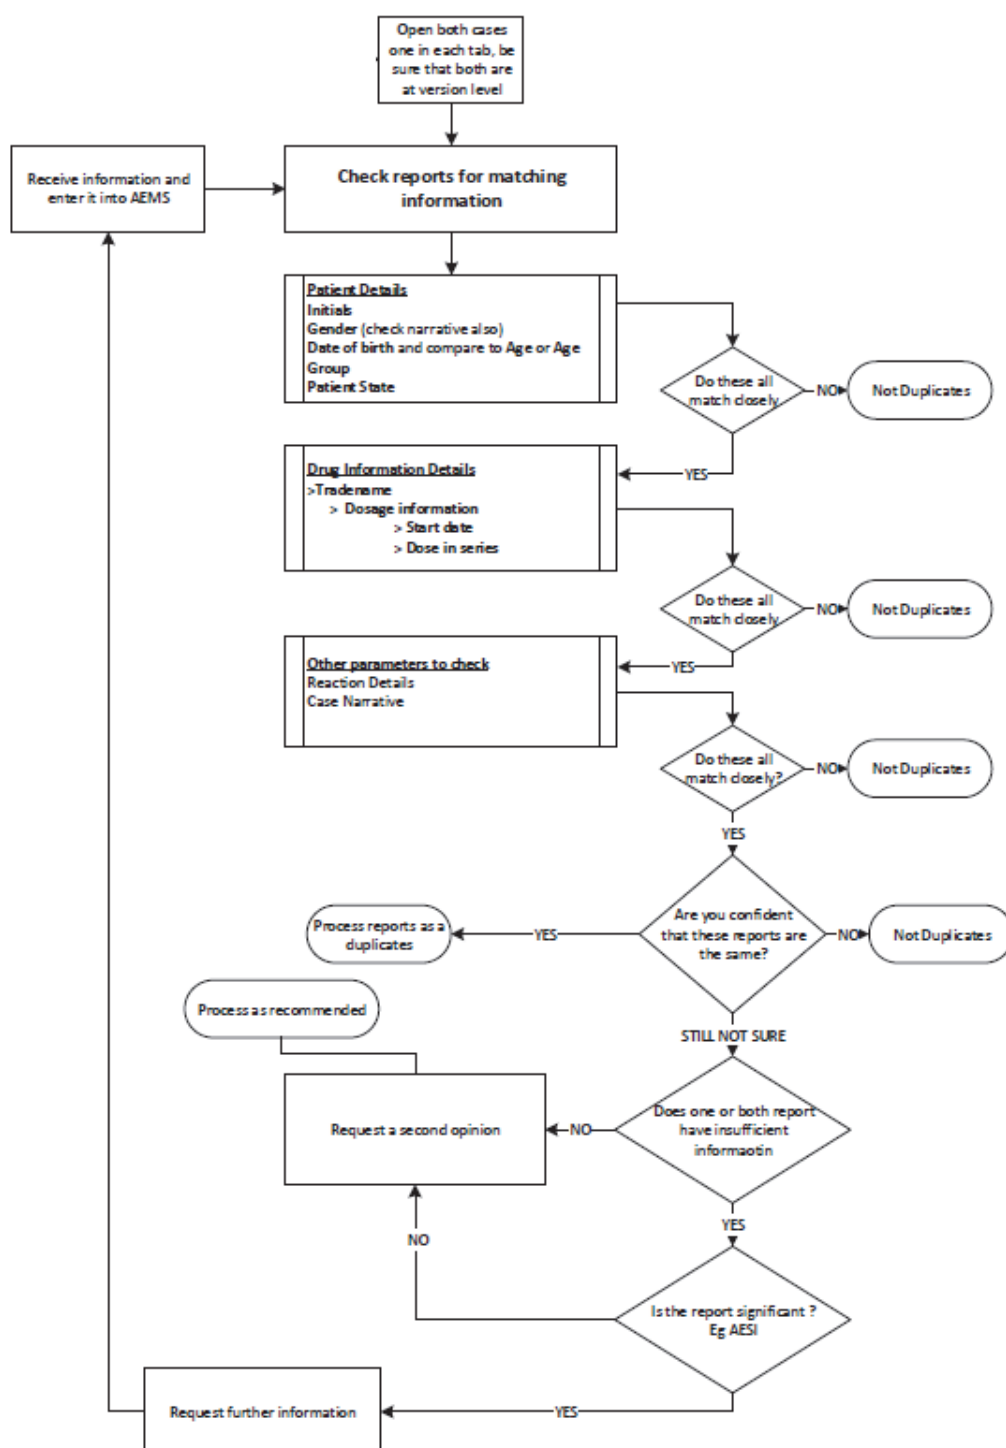 Open both cases
one in each tab, be
sure that both are
at version level
Receive information and
enter it into AEMS
Check reports for matching
information
Patient Details
Initials
Gender (check narrative also)
Date of birth and compare to Age or Age
Group
Patient State
Do these all
match closely
NO
Not Duplicates
YES
Drug Information Details
>Tradename
> Dosage information
> Start date
> Dose in series
Do these all
match closely
NO
Not Duplicates
YES
Other parameters to check
Reaction Details
Case Narrative
Do these all
match closely?
NO
Not Duplicates
YES
Are you confident
that these reports are
the same?
YES
Process reports as a
duplicates
NO
Not Duplicates
Process as recommended
STILL NOT SURE
Does one or both report
have insufficient
informaotin
NO
Request a second opinion
YES
NO
Is the report significant ?
Eg AESI
YES
Request further information